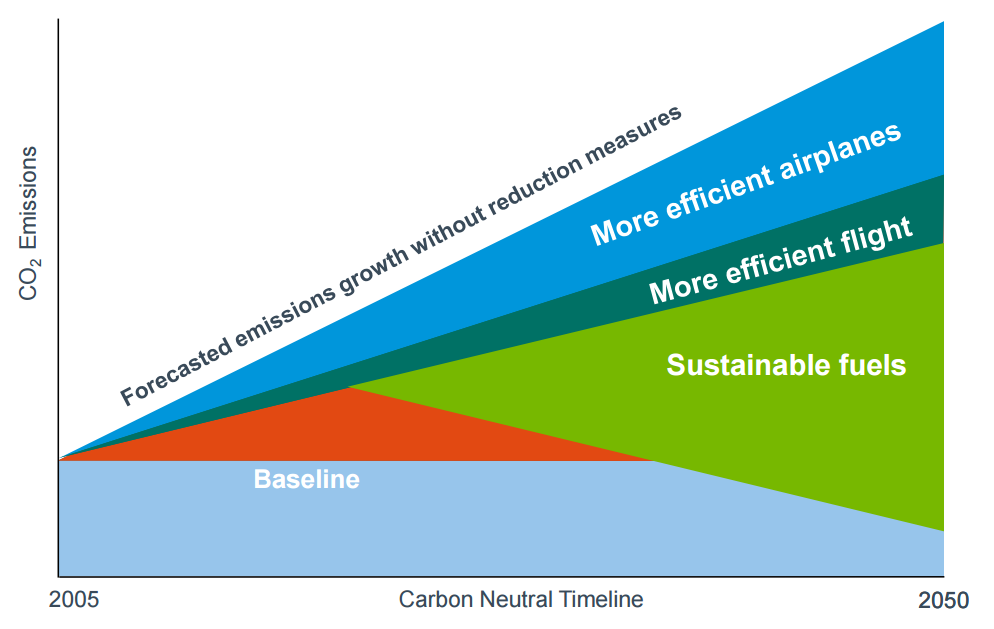 CO₂ Emissions
Forecasted emissions growth without reduction measures
More efficient airplanes
More efficient flight
Sustainable fuels
Baseline
2005
Carbon Neutral Timeline
2050